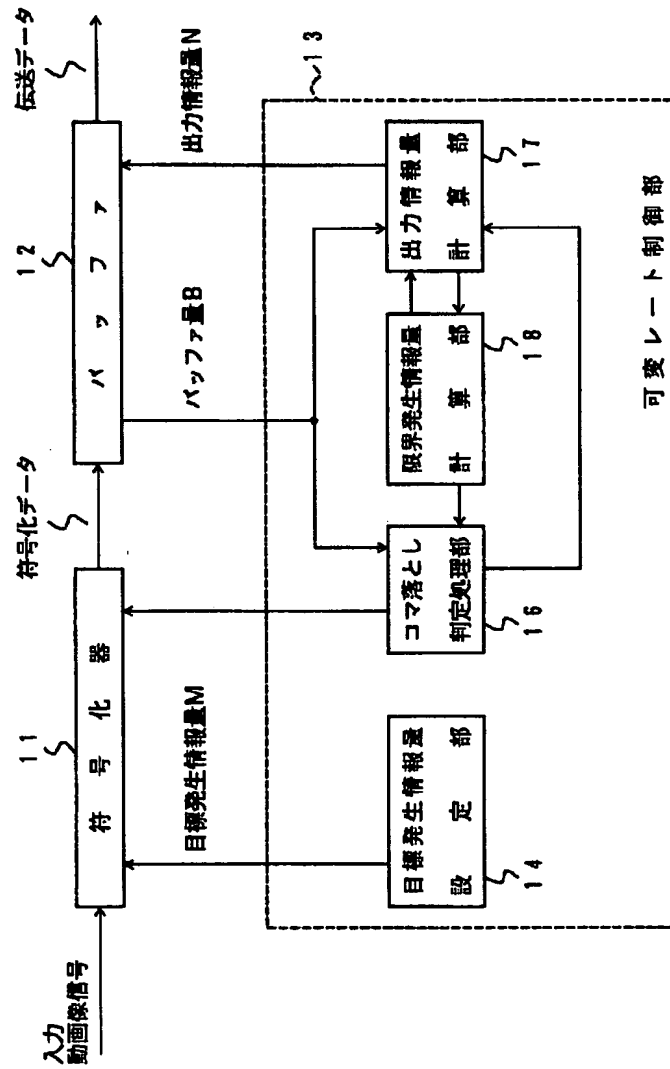 入力
動画像信号
11
符号化器
符号化データ
12
バッファ
伝送データ
目標発生情報量M
バッファ量B
出力情報量N
13
目標発生情報量
設定部
14
コマ落とし
判定処理部
16
限界発生情報量
計算部
18
出力情報量
計算部
17
可変レート制御部